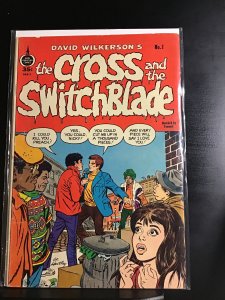 DAVID WILKERSON'S
No. 1
35¢
the CROSS and the
SWITCHBLADE
I COULD
KILL YOU,
PREACH!
YES...
YOU COULD,
NICKY!
YOU COULD
CUT ME UP IN
A THOUSAND
PIECES!
AND EVERY
PIECE WILL
SAY I LOVE
YOU!